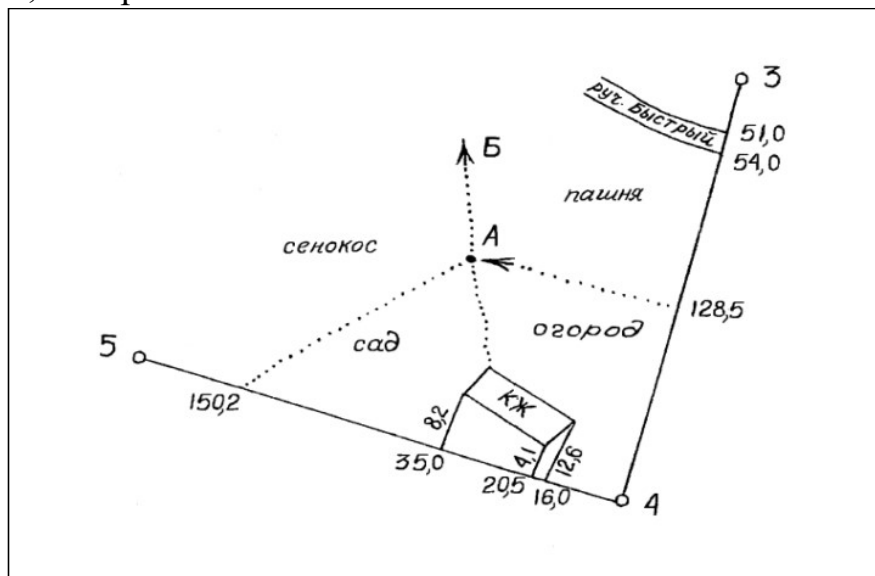 3
руч. Быстрый
51,0
54,0
Б
пашня
А
сенокос
128,5
огород
сад
5
150,2
КЖ
8,2
4,1
12,6
35,0
20,5
16,0
4